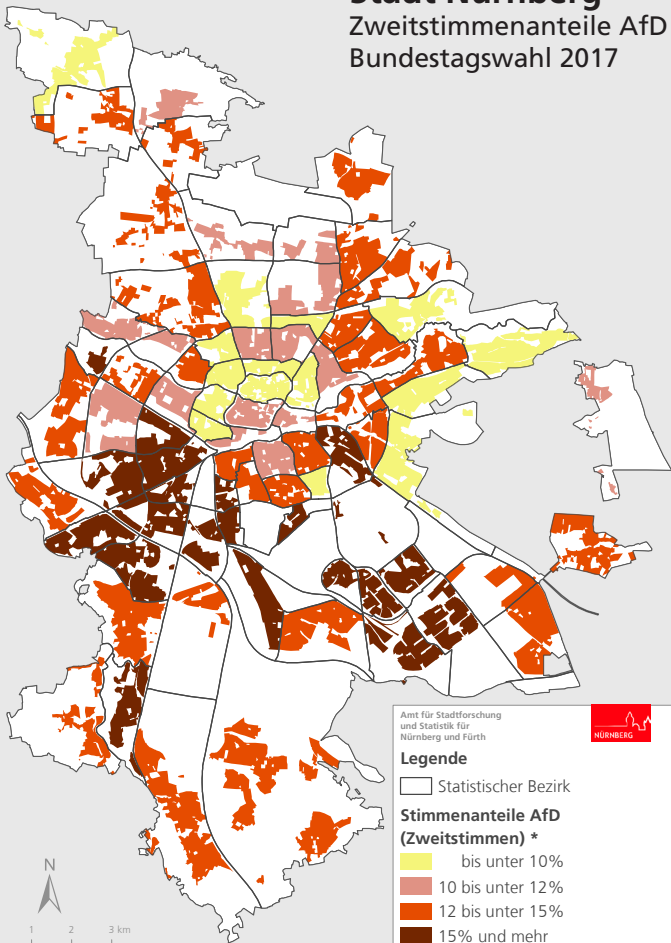 Stadt Nürnberg
Zweitstimmenanteile AfD
Bundestagswahl 2017
Amt für Stadtforschung
und Statistik für
Nürnberg und Fürth
NÜRNBERG
Legende
Statistischer Bezirk
Stimmenanteile AfD
(Zweitstimmen) *
bis unter 10%
10 bis unter 12%
12 bis unter 15%
15% und mehr
N
1 2 3 km